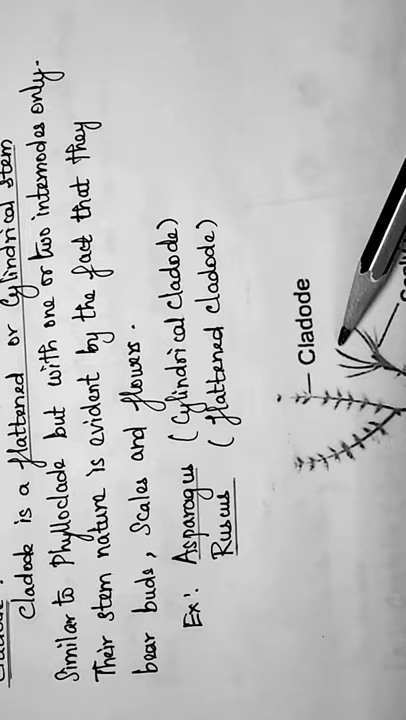 Cladode is a flattened or Cylindrical Stem
Similar to Phylloclade but with one or two internodes only.
Their stem nature is evident by the fact that they
bear buds, Scales and flowers.
Ex: Asparagus (Cylindrical Cladode)
Ruscus (flattened cladode)
Cladode